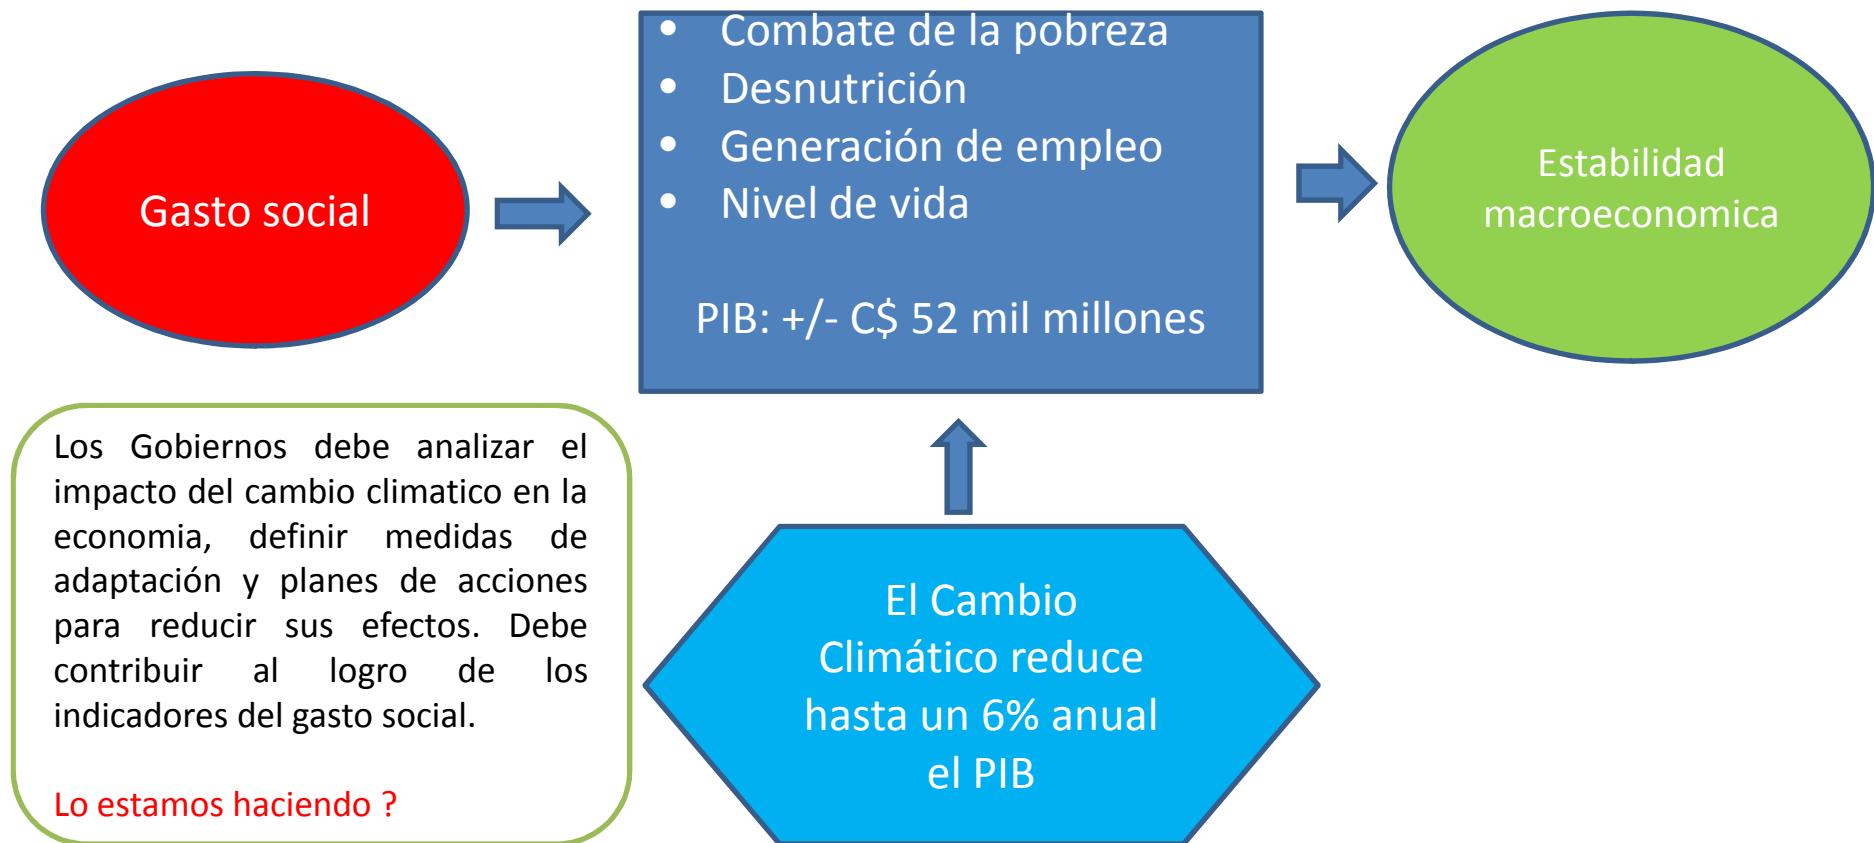 Gasto social
• Combate de la pobreza
• Desnutrición
• Generación de empleo
• Nivel de vida
PIB: +/- C$ 52 mil millones
Estabilidad
macroeconomica
Los Gobiernos debe analizar el
impacto del cambio climatico en la
economia, definir medidas de
adaptación y planes de acciones
para reducir sus efectos. Debe
contribuir al logro de los
indicadores del gasto social.
Lo estamos haciendo ?
El Cambio
Climático reduce
hasta un 6% anual
el PIB